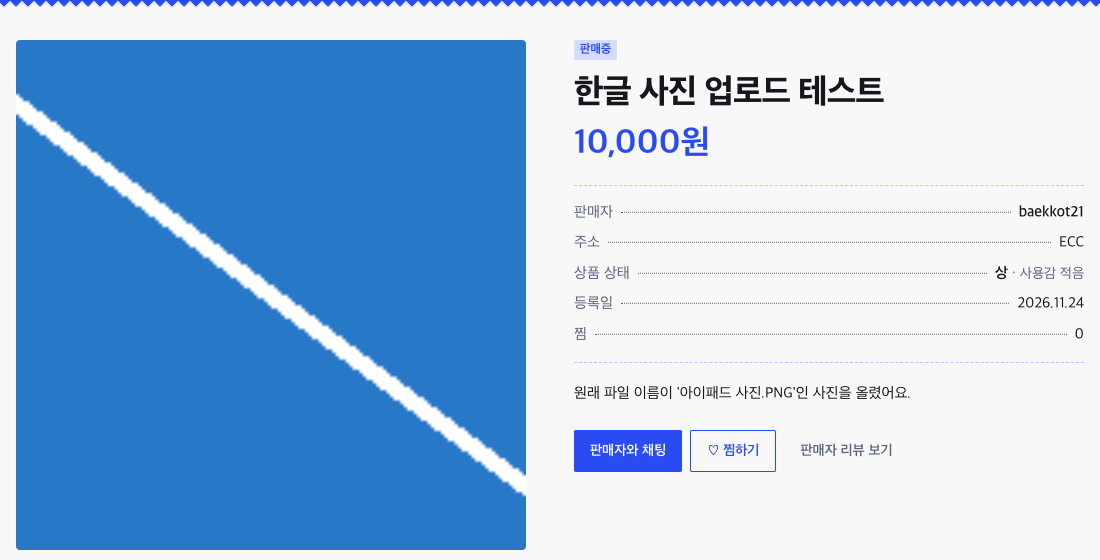 판매중
한글 사진 업로드 테스트
10,000원
판매자 baekkot21
주소 ECC
상품 상태 상 · 사용감 적음
등록일 2026.11.24
찜 0
원래 파일 이름이 '아이패드 사진.PNG'인 사진을 올렸어요.
판매자와 채팅 ♡ 찜하기 판매자 리뷰 보기